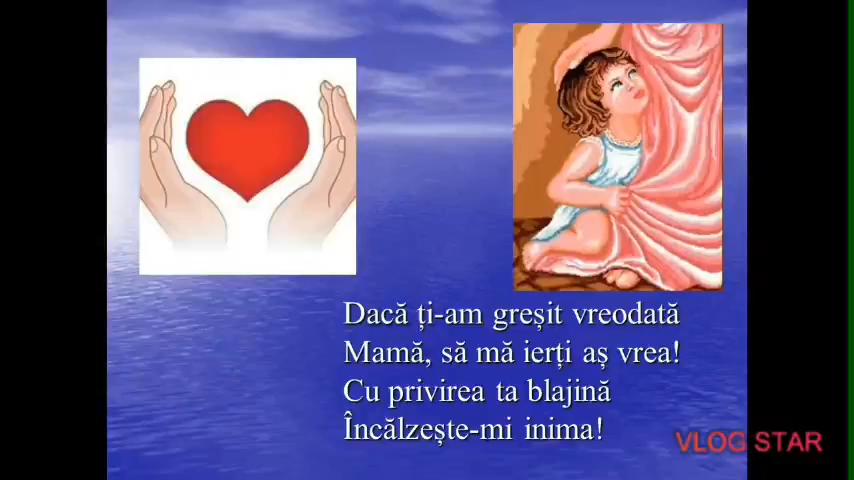 Dacă ți-am greșit vreodată
Mamă, să mă ierți aș vrea!
Cu privirea ta blajină
Încălzește-mi inima!
VLOG STAR